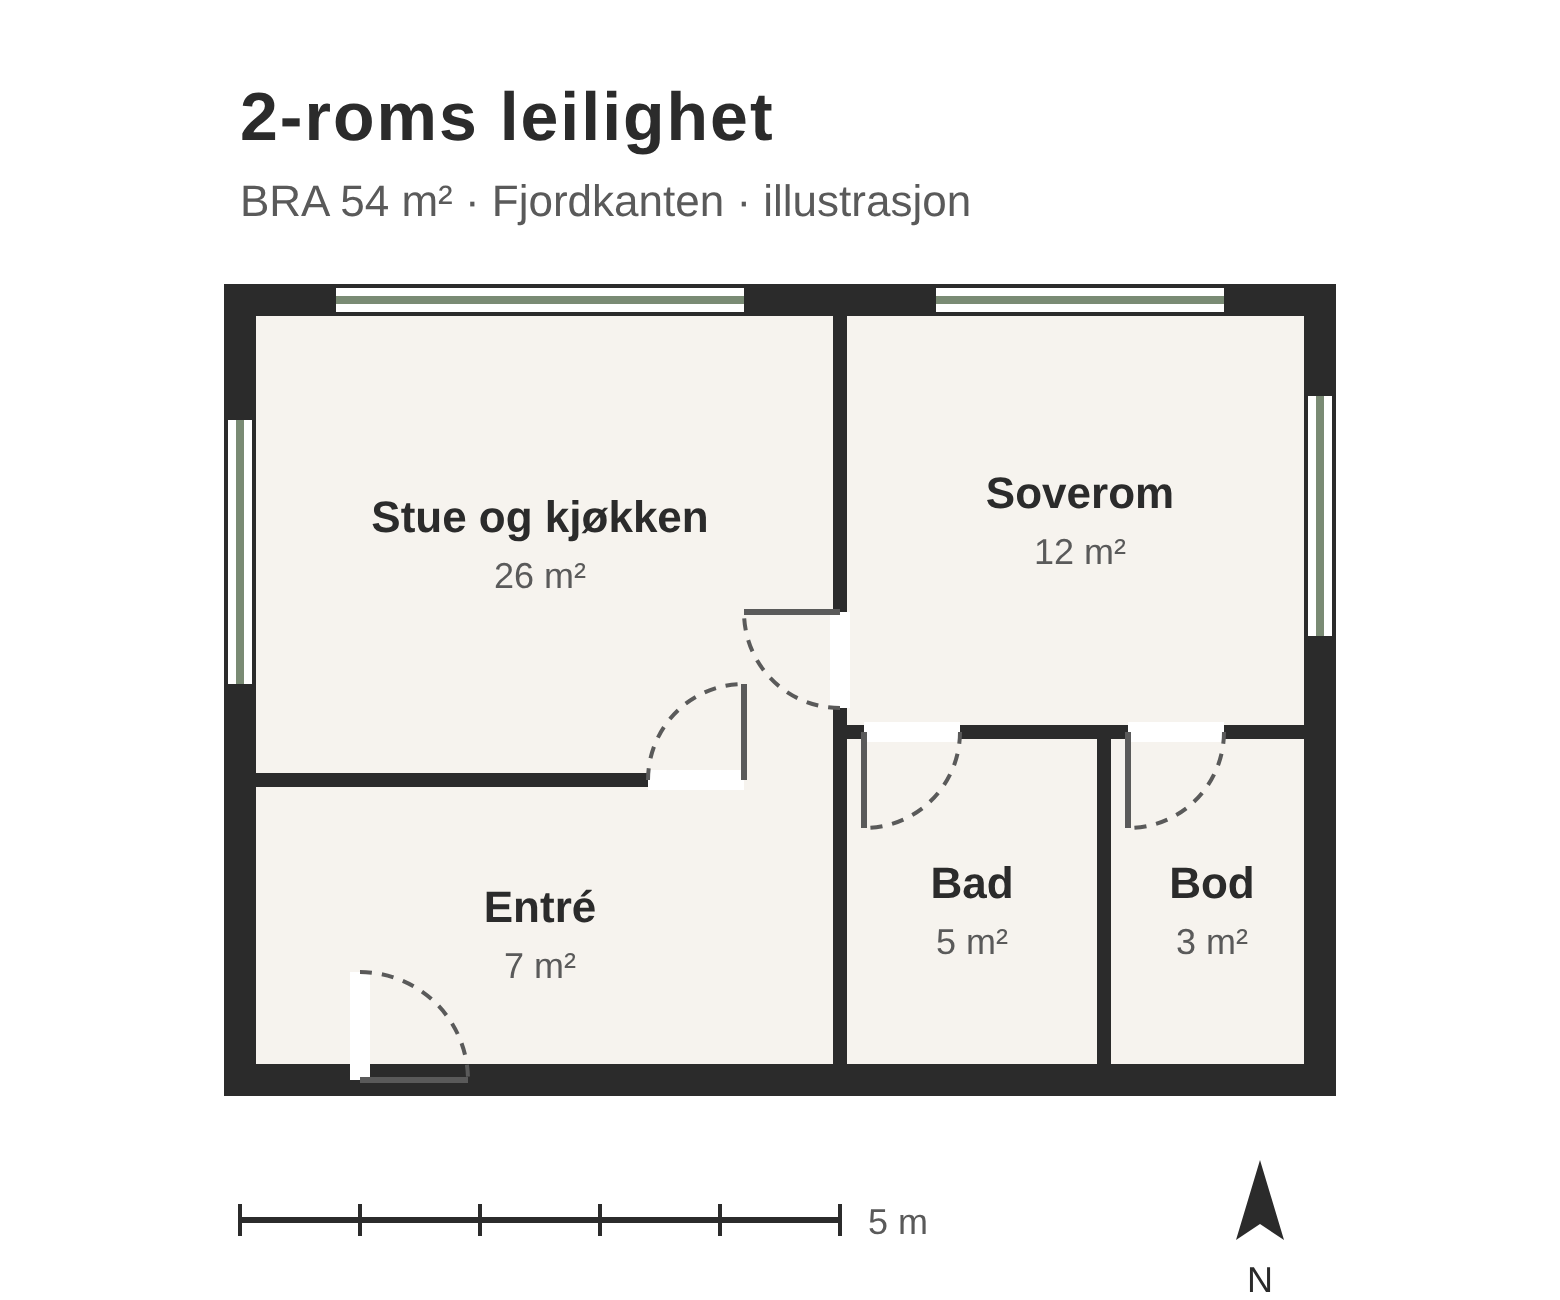 2-roms leilighet
BRA 54 m² · Fjordkanten · illustrasjon
Stue og kjøkken
26 m²
Soverom
12 m²
Entré
7 m²
Bad
5 m²
Bod
3 m²
5 m
N